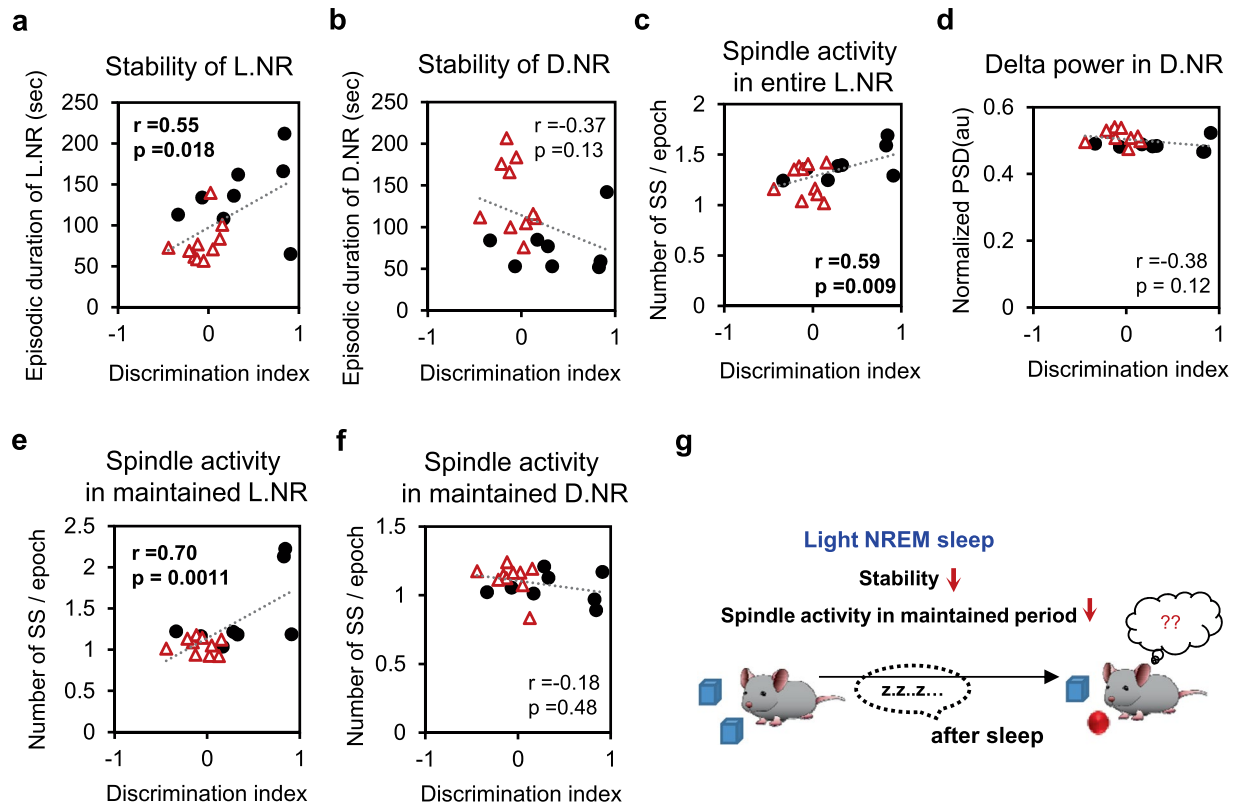 a
Stability of L.NR
Episodic duration of L.NR (sec)
250
200
150
100
50
0
r =0.55
p =0.018
-1
0
1
Discrimination index
b
Stability of D.NR
Episodic duration of D.NR (sec)
250
200
150
100
50
0
r =-0.37
p =0.13
-1
0
1
Discrimination index
c
Spindle activity
in entire L.NR
Number of SS / epoch
2
1.5
1
0.5
0
r =0.59
p =0.009
-1
0
1
Discrimination index
d
Delta power in D.NR
Normalized PSD(au)
0.6
0.4
0.2
0
r =-0.38
p = 0.12
-1
0
1
Discrimination index
e
Spindle activity
in maintained L.NR
Number of SS / epoch
2.5
2
1.5
1
0.5
0
r =0.70
p = 0.0011
-1
0
1
Discrimination index
f
Spindle activity
in maintained D.NR
Number of SS / epoch
1.5
1
0.5
0
r =-0.18
p =0.48
-1
0
1
Discrimination index
g
Light NREM sleep
Stability
Spindle activity in maintained period
??
z.z..z...
after sleep